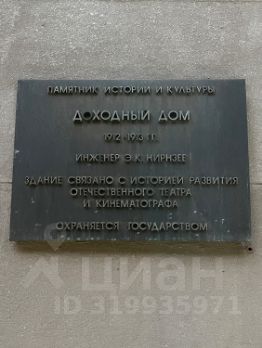 ПАМЯТНИК ИСТОРИИ И КУЛЬТУРЫ
ДОХОДНЫЙ ДОМ
1912-1913 ГГ.
ИНЖЕНЕР Э.К. НИРНЗЕЕ
ЗДАНИЕ СВЯЗАНО С ИСТОРИЕЙ РАЗВИТИЯ
ОТЕЧЕСТВЕННОГО ТЕАТРА
И КИНЕМАТОГРАФА
ОХРАНЯЕТСЯ ГОСУДАРСТВОМ
циан
ID 319935971